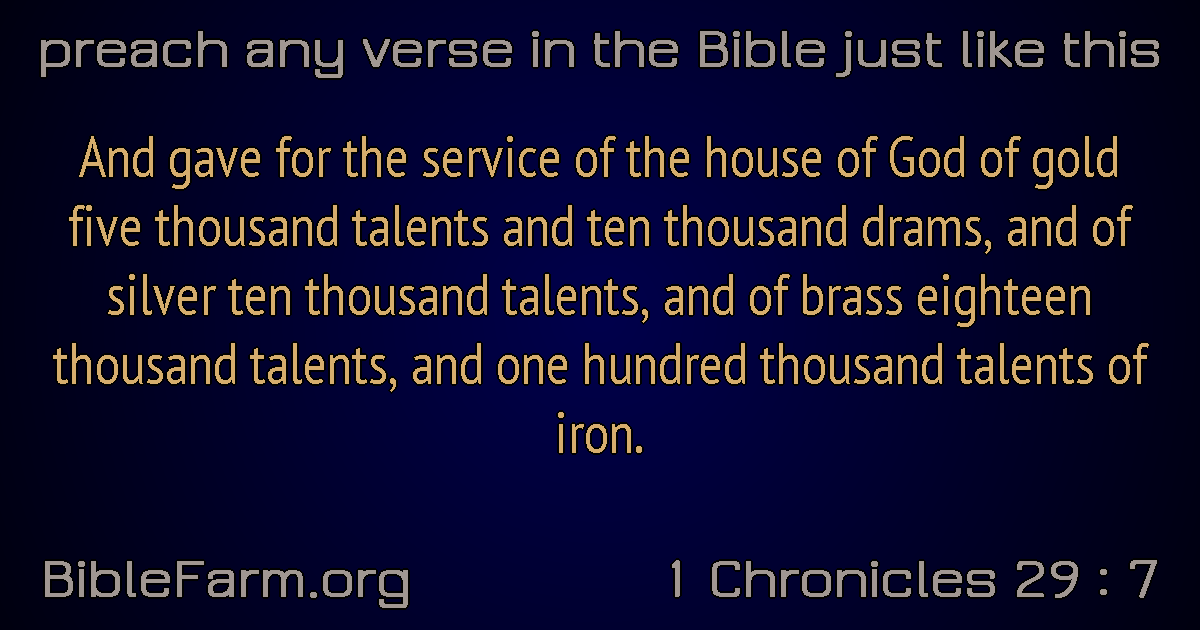 preach any verse in the Bible just like this
And gave for the service of the house of God of gold
five thousand talents and ten thousand drams, and of
silver ten thousand talents, and of brass eighteen
thousand talents, and one hundred thousand talents of
iron.
BibleFarm.org
1 Chronicles 29 : 7